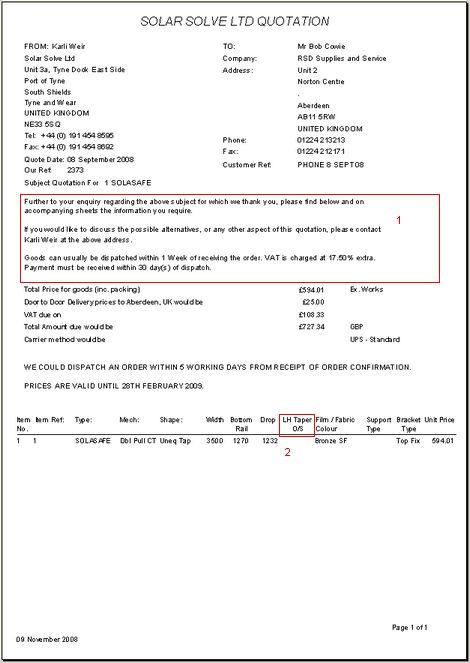 SOLAR SOLVE LTD QUOTATION
FROM: Karli Weir
Solar Solve Ltd
Unit 3a, Tyne Dock East Side
Port of Tyne
South Shields
Tyne and Wear
UNITED KINGDOM
NE33 5SQ
Tel: +44 (0) 191 454 8595
Fax: +44 (0) 191 454 8692
Quote Date: 08 September 2008
Our Ref: 2373
Subject Quotation For 1 SOLASAFE
TO: Mr Bob Cowie
Company: RSD Supplies and Service
Address: Unit 2
Norton Centre
.
Aberdeen
AB11 5RW
UNITED KINGDOM
Phone: 01224 213213
Fax: 01224 212171
Customer Ref: PHONE 8 SEPT08
Further to your enquiry regarding the above subject for which we thank you, please find below and on
accompanying sheets the information you require.
1
If you would like to discuss the possible alternatives, or any other aspect of this quotation, please contact
Karli Weir at the above address.
Goods can usually be dispatched within 1 Week of receiving the order. VAT is charged at 17.50% extra.
Payment must be received within 30 day(s) of dispatch.
Total Price for goods (inc. packing) £594.01 Ex. Works
Door to Door Delivery prices to Aberdeen, UK would be £25.00
VAT due on £108.33
Total Amount due would be £727.34 GBP
Carrier method would be UPS - Standard
WE COULD DISPATCH AN ORDER WITHIN 5 WORKING DAYS FROM RECEIPT OF ORDER CONFIRMATION.
PRICES ARE VALID UNTIL 28TH FEBRUARY 2009.
Item Item Ref: Type: Mech: Shape: Width Bottom Drop LH Taper Film / Fabric Support Bracket Unit Price
No. Rail O/S Colour Type Type
1 1 SOLASAFE Dbl Pull CT Uneq Tap 3500 1270 1232 Bronze SF Top Fix 594.01
2
Page 1 of 1
09 November 2008